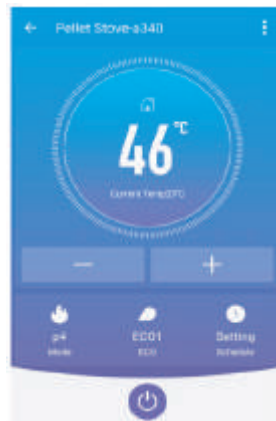 Pellet Stove-a340
46 °C
Current Temp(°C)
−
+
p4
ECO1
Setting
Mode
ECO
Schedule